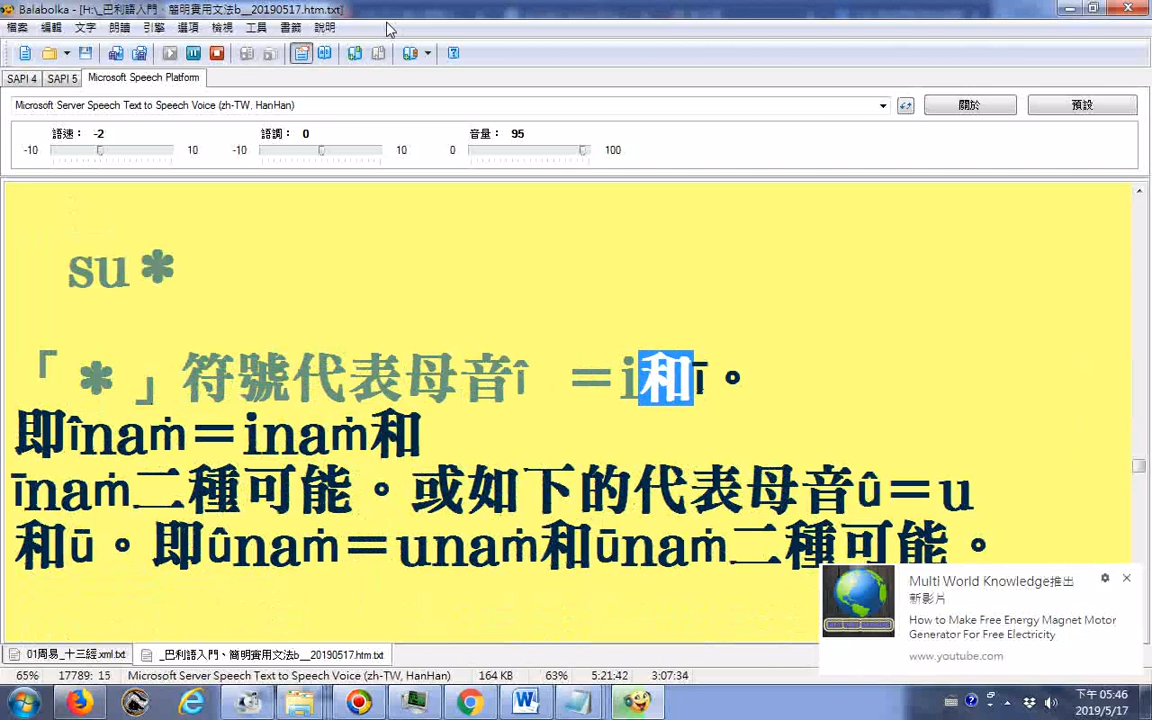 Balabolka - [H:\_巴利語入門、簡明實用文法b__20190517.htm.txt]
檔案 編輯 文字 朗讀 引擎 選項 檢視 工具 書籤 說明
SAPI 4 SAPI 5 Microsoft Speech Platform
Microsoft Server Speech Text to Speech Voice (zh-TW, HanHan) 關於 預設
語速： -2 語調： 0 音量： 95
-10 10 -10 10 0 100
su＊
「＊」符號代表母音î ＝i和ī。
即înaṁ＝inaṁ和
īnaṁ二種可能。或如下的代表母音û＝u
和ū。即ûnaṁ＝unaṁ和ūnaṁ二種可能。
Multi World Knowledge推出
新影片
How to Make Free Energy Magnet Motor
Generator For Free Electricity
www.youtube.com
01周易_十三經.xml.txt _巴利語入門、簡明實用文法b__20190517.htm.txt
65% 17789: 15 Microsoft Server Speech Text to Speech Voice (zh-TW, HanHan) 164 KB 63% 5:21:42 3:07:34
下午 05:46
2019/5/17